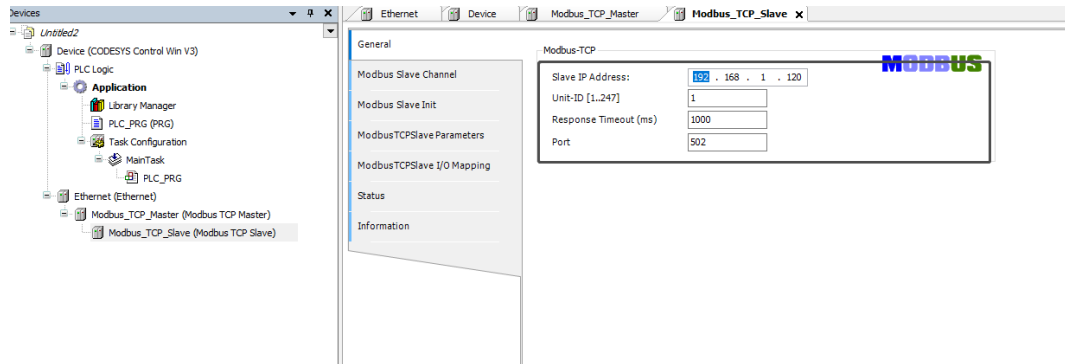 Devices
Untitled2
Device (CODESYS Control Win V3)
PLC Logic
Application
Library Manager
PLC_PRG (PRG)
Task Configuration
MainTask
PLC_PRG
Ethernet (Ethernet)
Modbus_TCP_Master (Modbus TCP Master)
Modbus_TCP_Slave (Modbus TCP Slave)
Ethernet Device Modbus_TCP_Master Modbus_TCP_Slave
General
Modbus Slave Channel
Modbus Slave Init
ModbusTCPSlave Parameters
ModbusTCPSlave I/O Mapping
Status
Information
Modbus-TCP
MODBUS
Slave IP Address: 192 . 168 . 1 . 120
Unit-ID [1..247] 1
Response Timeout (ms) 1000
Port 502